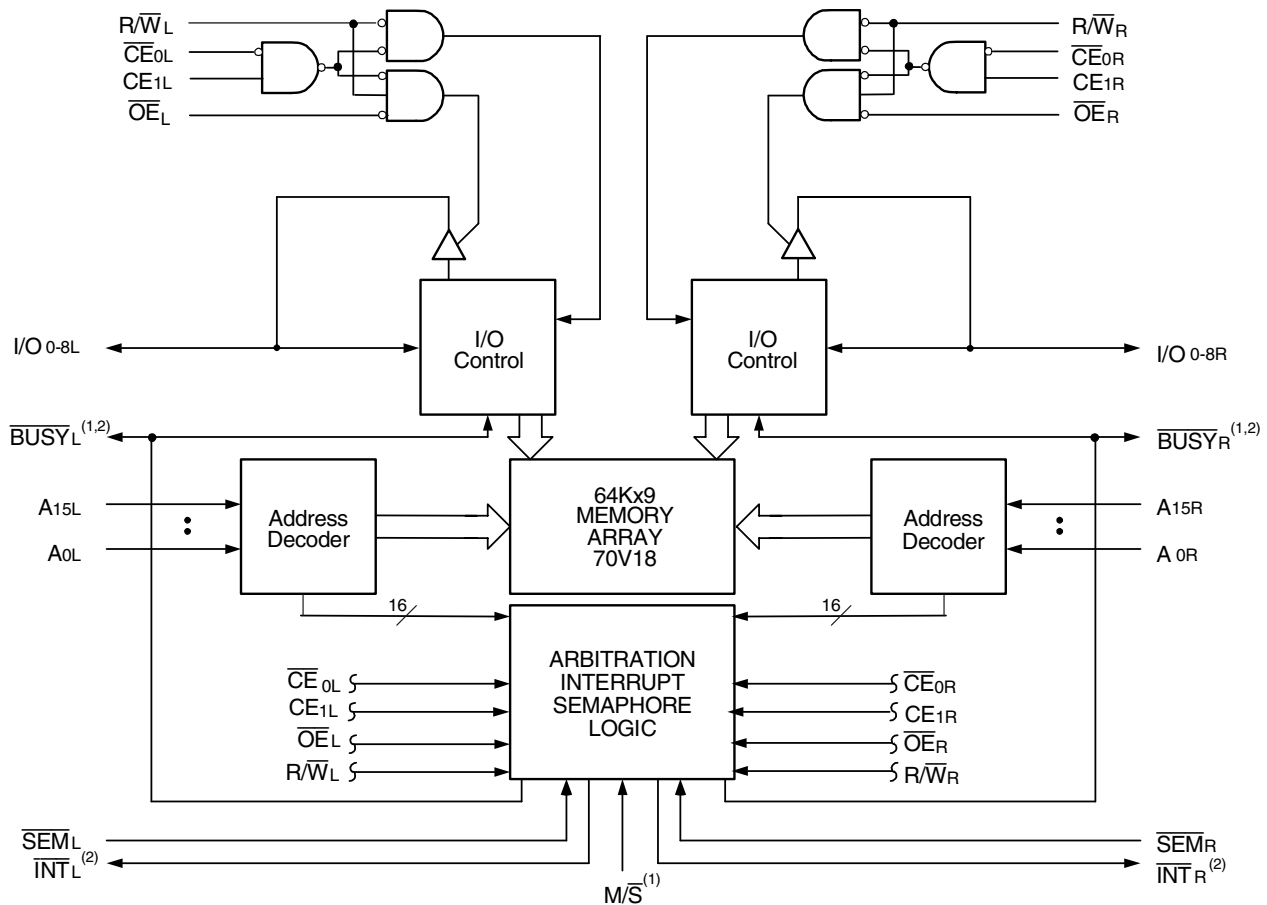 R/W̅L
C̅E̅0L
CE1L
O̅E̅L
R/W̅R
C̅E̅0R
CE1R
O̅E̅R
I/O 0-8L
I/O
Control
I/O
Control
I/O 0-8R
B̅U̅S̅Y̅L(1,2)
B̅U̅S̅Y̅R(1,2)
A15L
A0L
Address
Decoder
64Kx9
MEMORY
ARRAY
70V18
Address
Decoder
A15R
A 0R
16
16
ARBITRATION
INTERRUPT
SEMAPHORE
LOGIC
C̅E̅ 0L
CE1L
O̅E̅L
R/W̅L
C̅E̅0R
CE1R
O̅E̅R
R/W̅R
S̅E̅M̅L
I̅N̅T̅L(2)
M/S̅(1)
S̅E̅M̅R
I̅N̅T̅R(2)